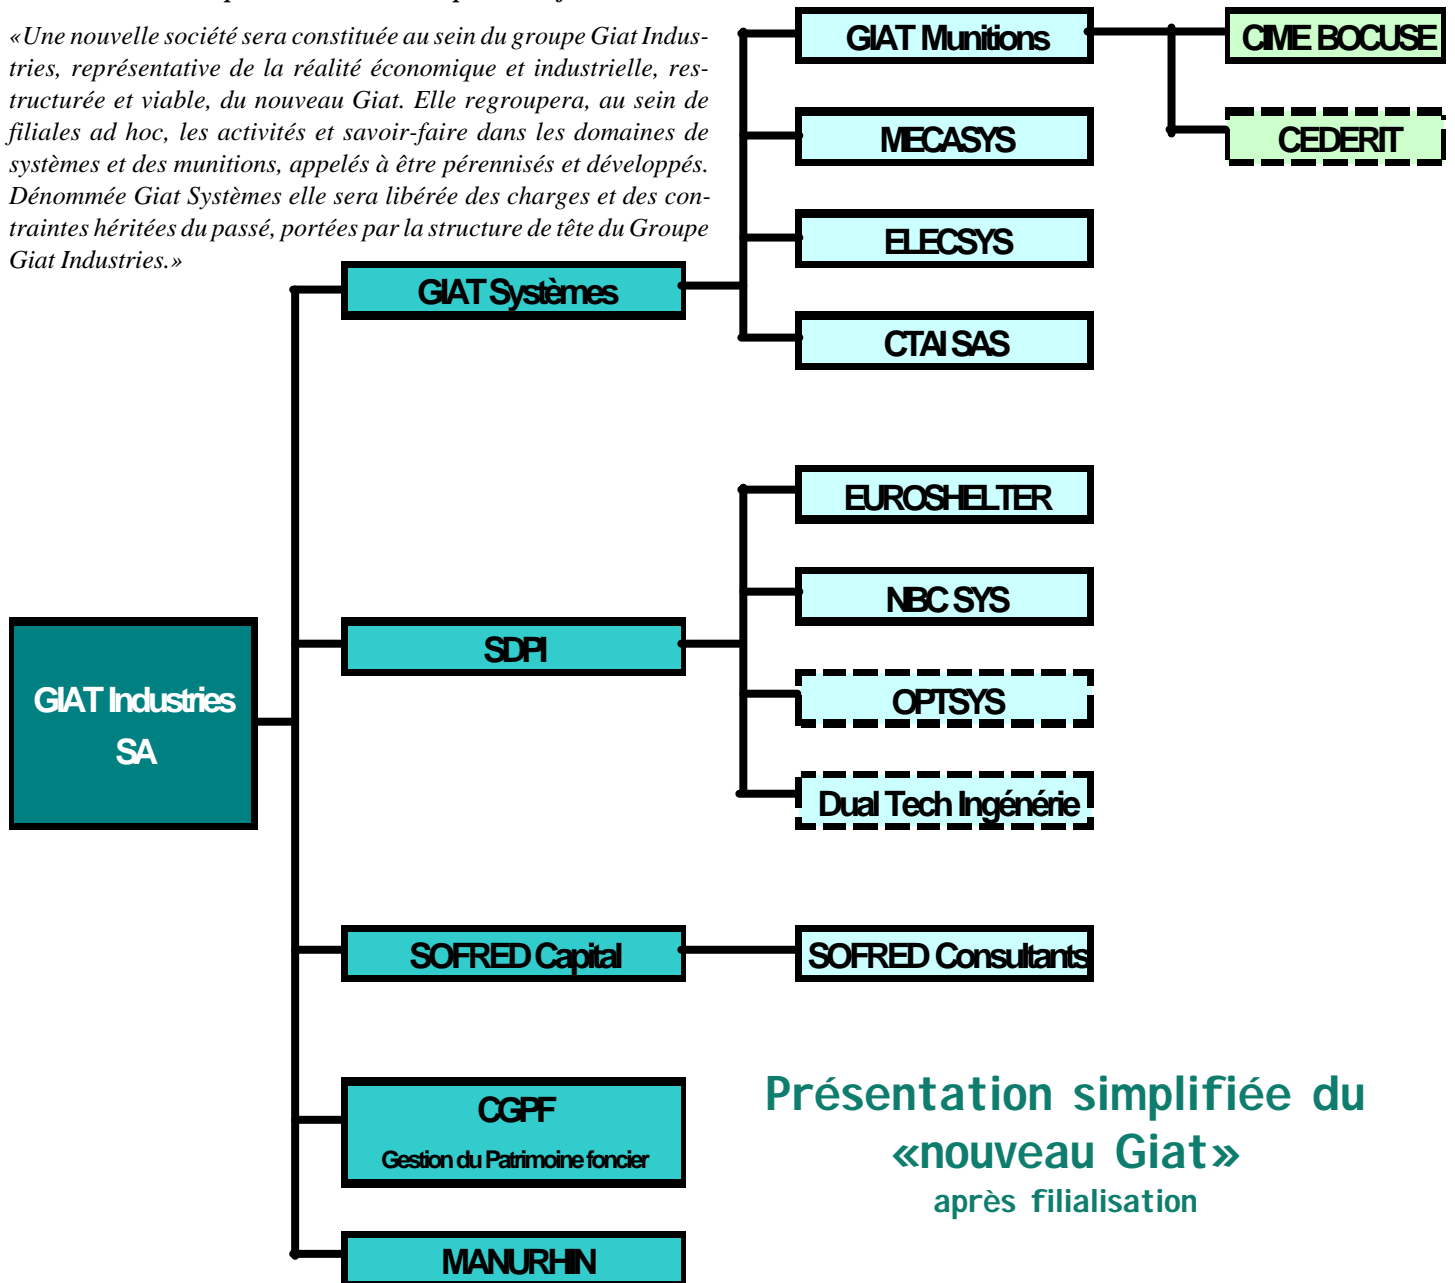 «Une nouvelle société sera constituée au sein du groupe Giat Indus-
tries, représentative de la réalité économique et industrielle, res-
tructurée et viable, du nouveau Giat. Elle regroupera, au sein de
filiales ad hoc, les activités et savoir-faire dans les domaines de
systèmes et des munitions, appelés à être pérennisés et développés.
Dénommée Giat Systèmes elle sera libérée des charges et des con-
traintes héritées du passé, portées par la structure de tête du Groupe
Giat Industries.»
GIAT Industries
SA
GIAT Systèmes
GIAT Munitions
CIME BOCUSE
CEDERIT
MECASYS
ELECSYS
CTAI SAS
SDPI
EUROSHELTER
NBC SYS
OPTSYS
Dual Tech Ingénérie
SOFRED Capital
SOFRED Consultants
CGPF
Gestion du Patrimoine foncier
MANURHIN
Présentation simplifiée du
«nouveau Giat»
après filialisation